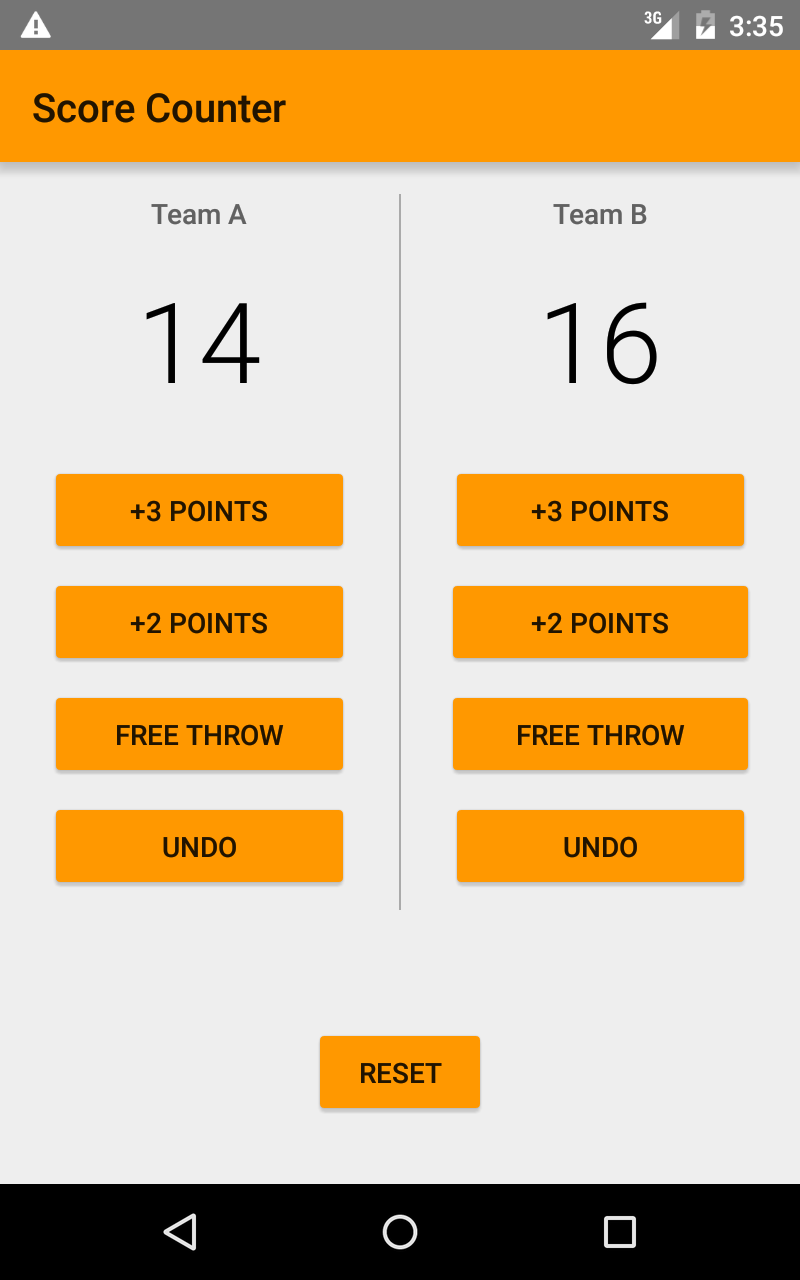 3G 3:35
Score Counter
Team A
14
+3 POINTS
+2 POINTS
FREE THROW
UNDO
Team B
16
+3 POINTS
+2 POINTS
FREE THROW
UNDO
RESET